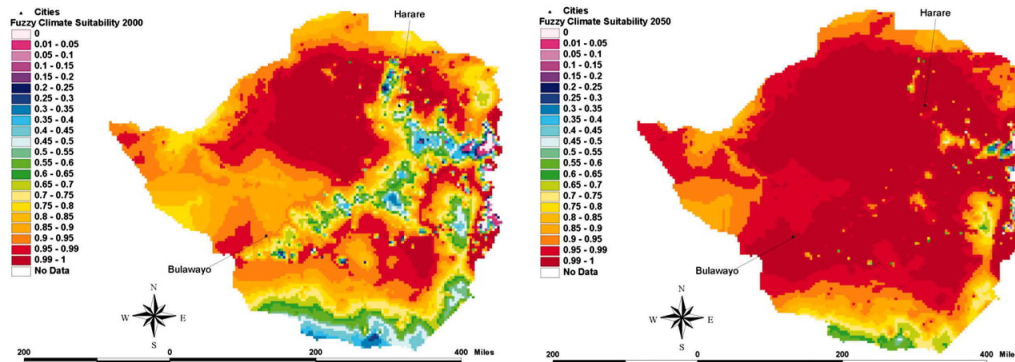 Cities
Fuzzy Climate Suitability 2000
0
0.01 - 0.05
0.05 - 0.1
0.1 - 0.15
0.15 - 0.2
0.2 - 0.25
0.25 - 0.3
0.3 - 0.35
0.35 - 0.4
0.4 - 0.45
0.45 - 0.5
0.5 - 0.55
0.55 - 0.6
0.6 - 0.65
0.65 - 0.7
0.7 - 0.75
0.75 - 0.8
0.8 - 0.85
0.85 - 0.9
0.9 - 0.95
0.95 - 0.99
0.99 - 1
No Data
Harare
Bulawayo
N
W E
S
200 0 200 400 Miles
Cities
Fuzzy Climate Suitability 2050
0
0.01 - 0.05
0.05 - 0.1
0.1 - 0.15
0.15 - 0.2
0.2 - 0.25
0.25 - 0.3
0.3 - 0.35
0.35 - 0.4
0.4 - 0.45
0.45 - 0.5
0.5 - 0.55
0.55 - 0.6
0.6 - 0.65
0.65 - 0.7
0.7 - 0.75
0.75 - 0.8
0.8 - 0.85
0.85 - 0.9
0.9 - 0.95
0.95 - 0.99
0.99 - 1
No Data
Harare
Bulawayo
N
W E
S
200 0 200 400 Miles